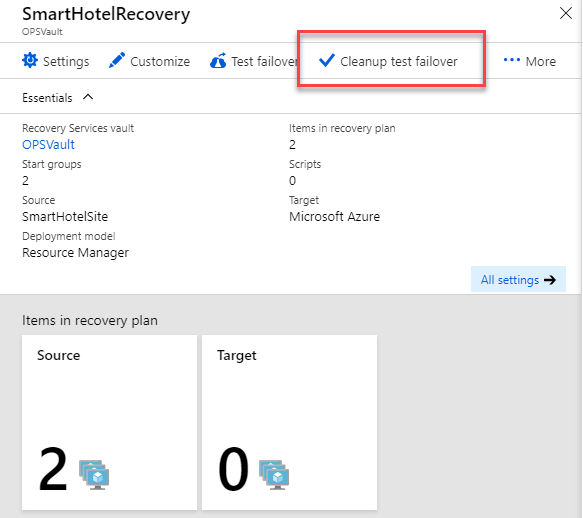 SmartHotelRecovery
OPSVault
Settings Customize Test failover Cleanup test failover ••• More
Essentials
Recovery Services vault Items in recovery plan
OPSVault 2
Start groups Scripts
2 0
Source Target
SmartHotelSite Microsoft Azure
Deployment model
Resource Manager
All settings →
Items in recovery plan
Source Target
2 0